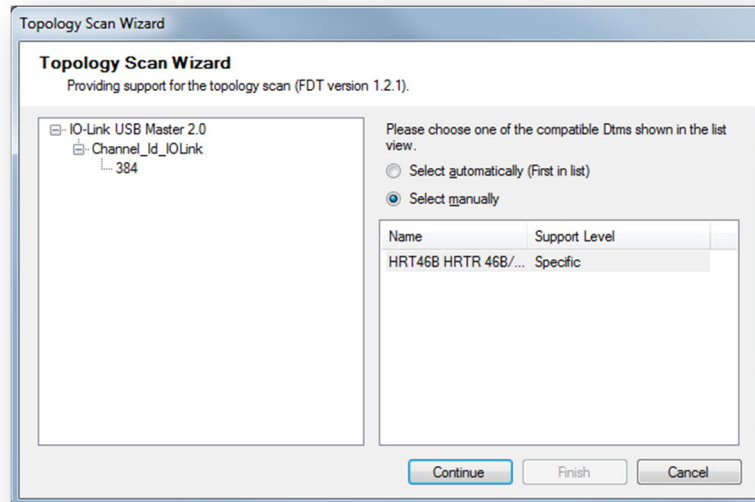 Topology Scan Wizard
Topology Scan Wizard
Providing support for the topology scan (FDT version 1.2.1).
IO-Link USB Master 2.0
Channel_Id_IOLink
384
Please choose one of the compatible Dtms shown in the list
view.
Select automatically (First in list)
Select manually
Name Support Level
HRT46B HRTR 46B/... Specific
Continue Finish Cancel